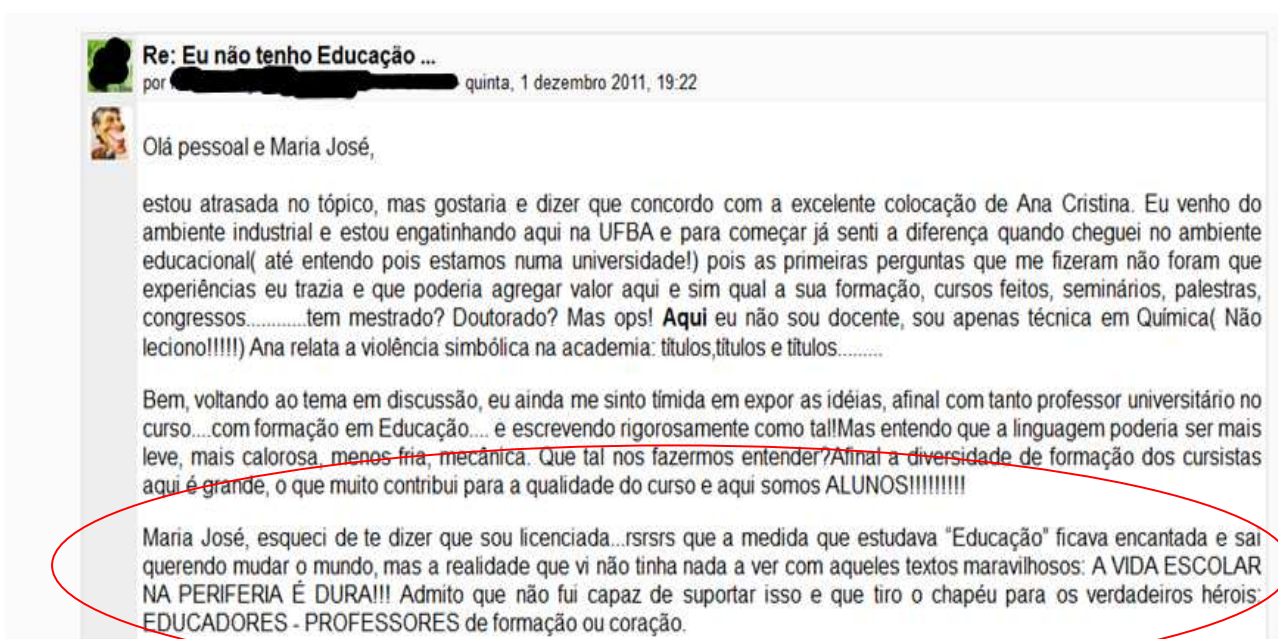 Re: Eu não tenho Educação ...
por quinta, 1 dezembro 2011, 19:22
Olá pessoal e Maria José,
estou atrasada no tópico, mas gostaria e dizer que concordo com a excelente colocação de Ana Cristina. Eu venho do
ambiente industrial e estou engatinhando aqui na UFBA e para começar já senti a diferença quando cheguei no ambiente
educacional( até entendo pois estamos numa universidade!) pois as primeiras perguntas que me fizeram não foram que
experiências eu trazia e que poderia agregar valor aqui e sim qual a sua formação, cursos feitos, seminários, palestras,
congressos............tem mestrado? Doutorado? Mas ops! Aqui eu não sou docente, sou apenas técnica em Química( Não
leciono!!!!!) Ana relata a violência simbólica na academia: títulos,títulos e títulos.........
Bem, voltando ao tema em discussão, eu ainda me sinto tímida em expor as idéias, afinal com tanto professor universitário no
curso....com formação em Educação.... e escrevendo rigorosamente como tal!Mas entendo que a linguagem poderia ser mais
leve, mais calorosa, menos fria, mecânica. Que tal nos fazermos entender?Afinal a diversidade de formação dos cursistas
aqui é grande, o que muito contribui para a qualidade do curso e aqui somos ALUNOS!!!!!!!!!
Maria José, esqueci de te dizer que sou licenciada...rsrsrs que a medida que estudava “Educação” ficava encantada e sai
querendo mudar o mundo, mas a realidade que vi não tinha nada a ver com aqueles textos maravilhosos: A VIDA ESCOLAR
NA PERIFERIA É DURA!!! Admito que não fui capaz de suportar isso e que tiro o chapéu para os verdadeiros hérois:
EDUCADORES - PROFESSORES de formação ou coração.